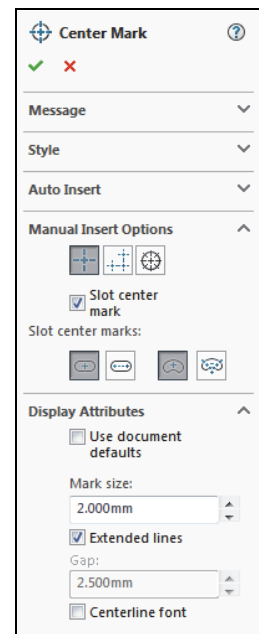 Center Mark
Message
Style
Auto Insert
Manual Insert Options
Slot center
mark
Slot center marks:
Display Attributes
Use document
defaults
Mark size:
2.000mm
Extended lines
Gap:
2.500mm
Centerline font